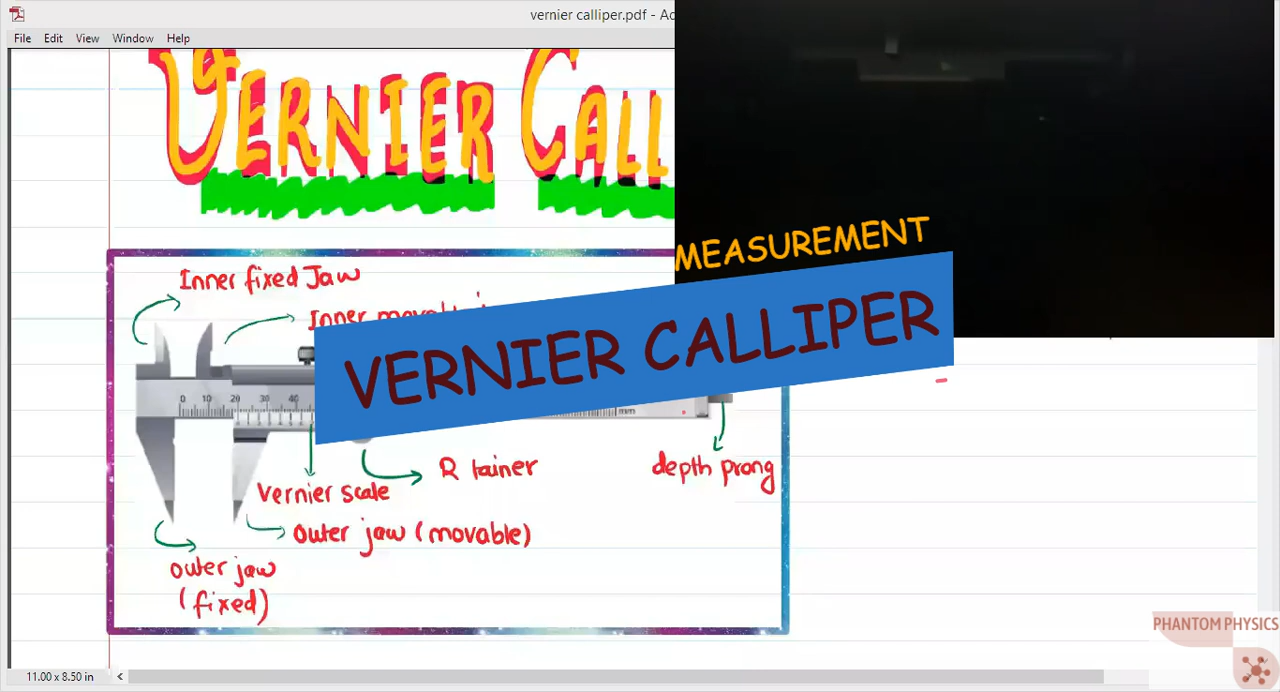 vernier calliper.pdf - Ac
File Edit View Window Help
VERNIER CALL
MEASUREMENT
VERNIER CALLIPER
Inner fixed Jaw
Inner
0 10 20 30 40
mm
R tainer
depth prong
Vernier scale
Outer jaw (movable)
Outer jaw
(fixed)
PHANTOM PHYSICS
11.00 x 8.50 in